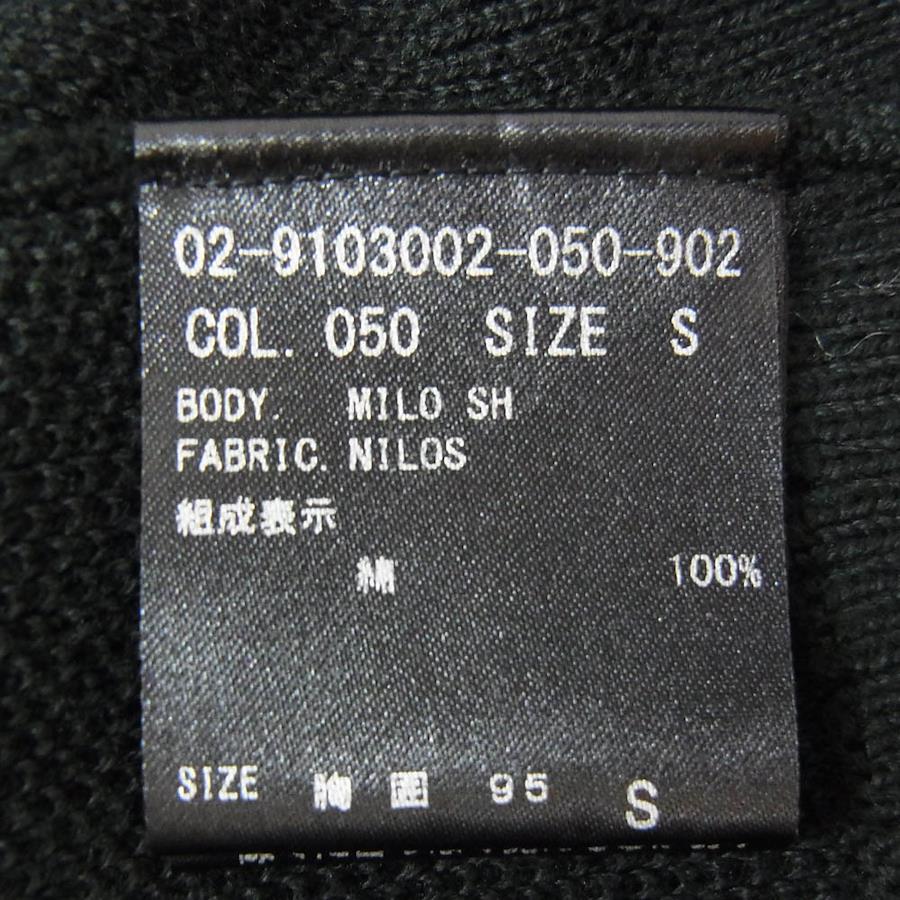 02-9103002-050-902
COL. 050 SIZE S
BODY. MILO SH
FABRIC. NILOS
組成表示
綿 100%
SIZE 胸囲 95 S